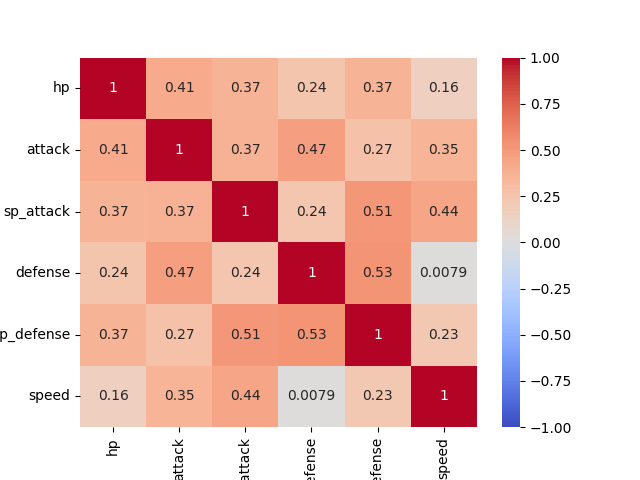 hp 1 0.41 0.37 0.24 0.37 0.16
attack 0.41 1 0.37 0.47 0.27 0.35
sp_attack 0.37 0.37 1 0.24 0.51 0.44
defense 0.24 0.47 0.24 1 0.53 0.0079
p_defense 0.37 0.27 0.51 0.53 1 0.23
speed 0.16 0.35 0.44 0.0079 0.23 1
hp attack attack efense efense speed
1.00
0.75
0.50
0.25
0.00
−0.25
−0.50
−0.75
−1.00